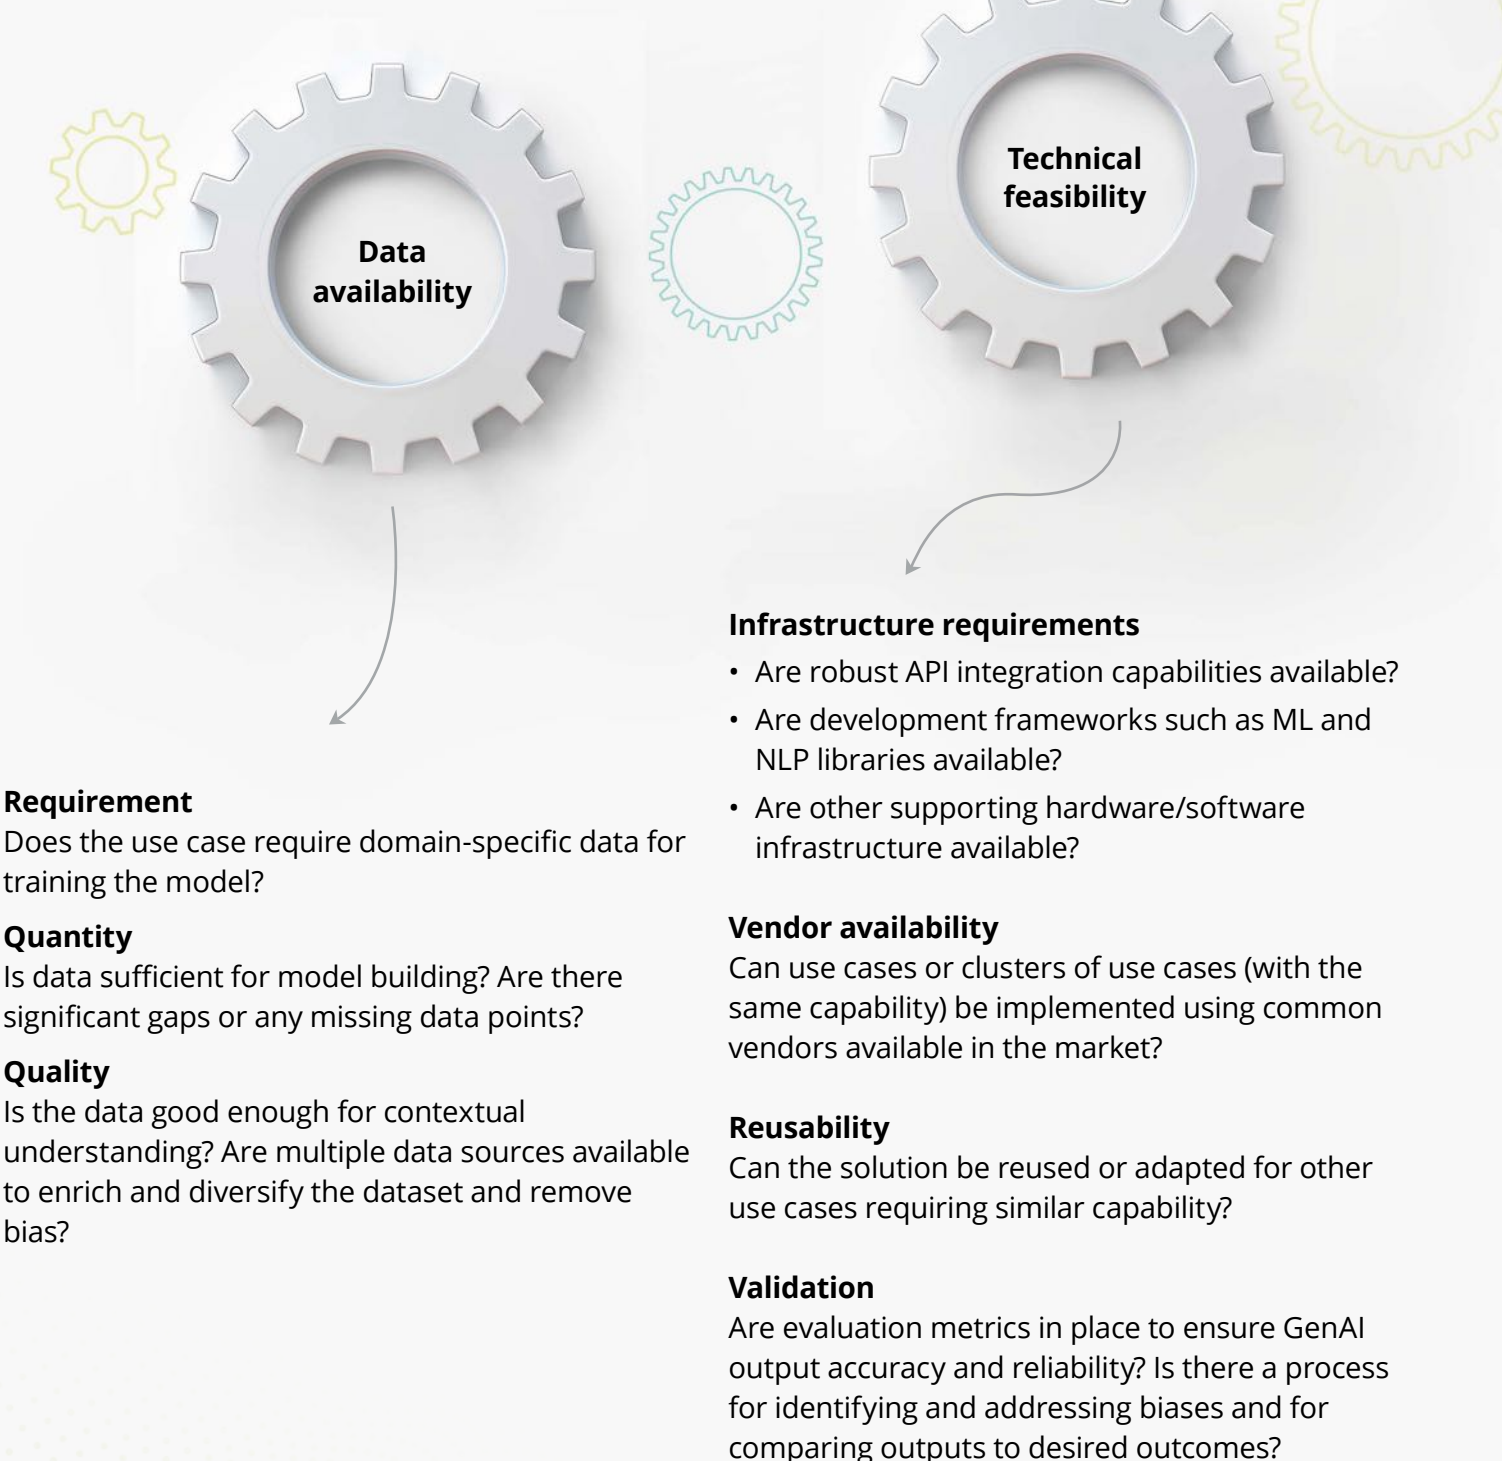 Data
availability
Requirement
Does the use case require domain-specific data for
training the model?
Quantity
Is data sufficient for model building? Are there
significant gaps or any missing data points?
Quality
Is the data good enough for contextual
understanding? Are multiple data sources available
to enrich and diversify the dataset and remove
bias?
Technical
feasibility
Infrastructure requirements
• Are robust API integration capabilities available?
• Are development frameworks such as ML and
NLP libraries available?
• Are other supporting hardware/software
infrastructure available?
Vendor availability
Can use cases or clusters of use cases (with the
same capability) be implemented using common
vendors available in the market?
Reusability
Can the solution be reused or adapted for other
use cases requiring similar capability?
Validation
Are evaluation metrics in place to ensure GenAI
output accuracy and reliability? Is there a process
for identifying and addressing biases and for
comparing outputs to desired outcomes?